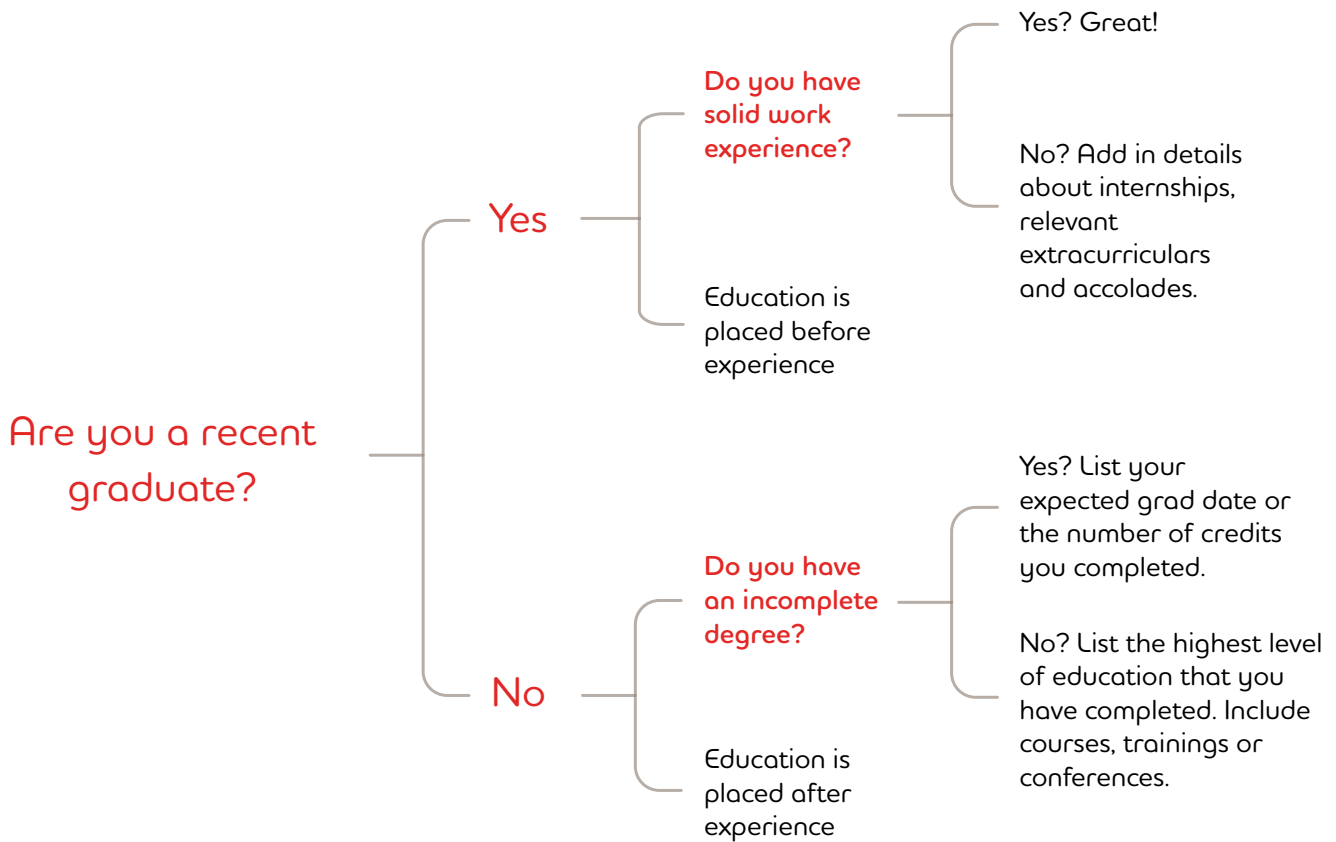 Are you a recent
graduate?
Yes
Do you have
solid work
experience?
Yes? Great!
No? Add in details
about internships,
relevant
extracurriculars
and accolades.
Education is
placed before
experience
No
Do you have
an incomplete
degree?
Yes? List your
expected grad date or
the number of credits
you completed.
No? List the highest level
of education that you
have completed. Include
courses, trainings or
conferences.
Education is
placed after
experience